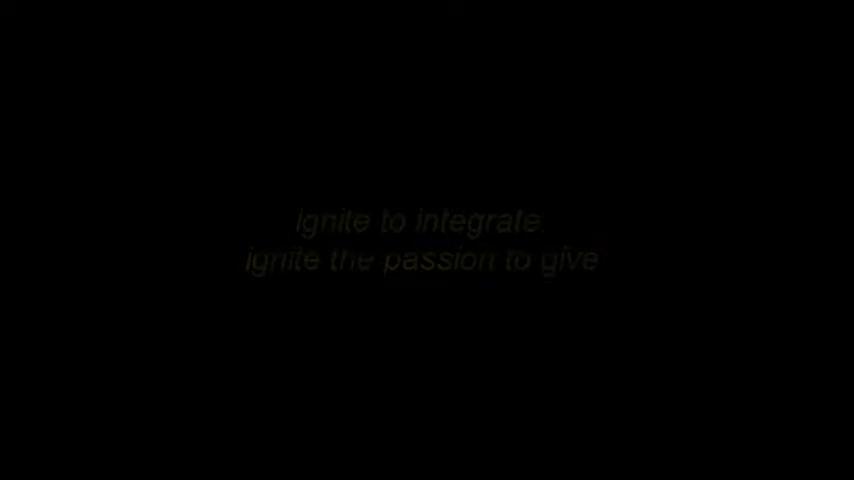 Ignite to integrate.
ignite the passion to give